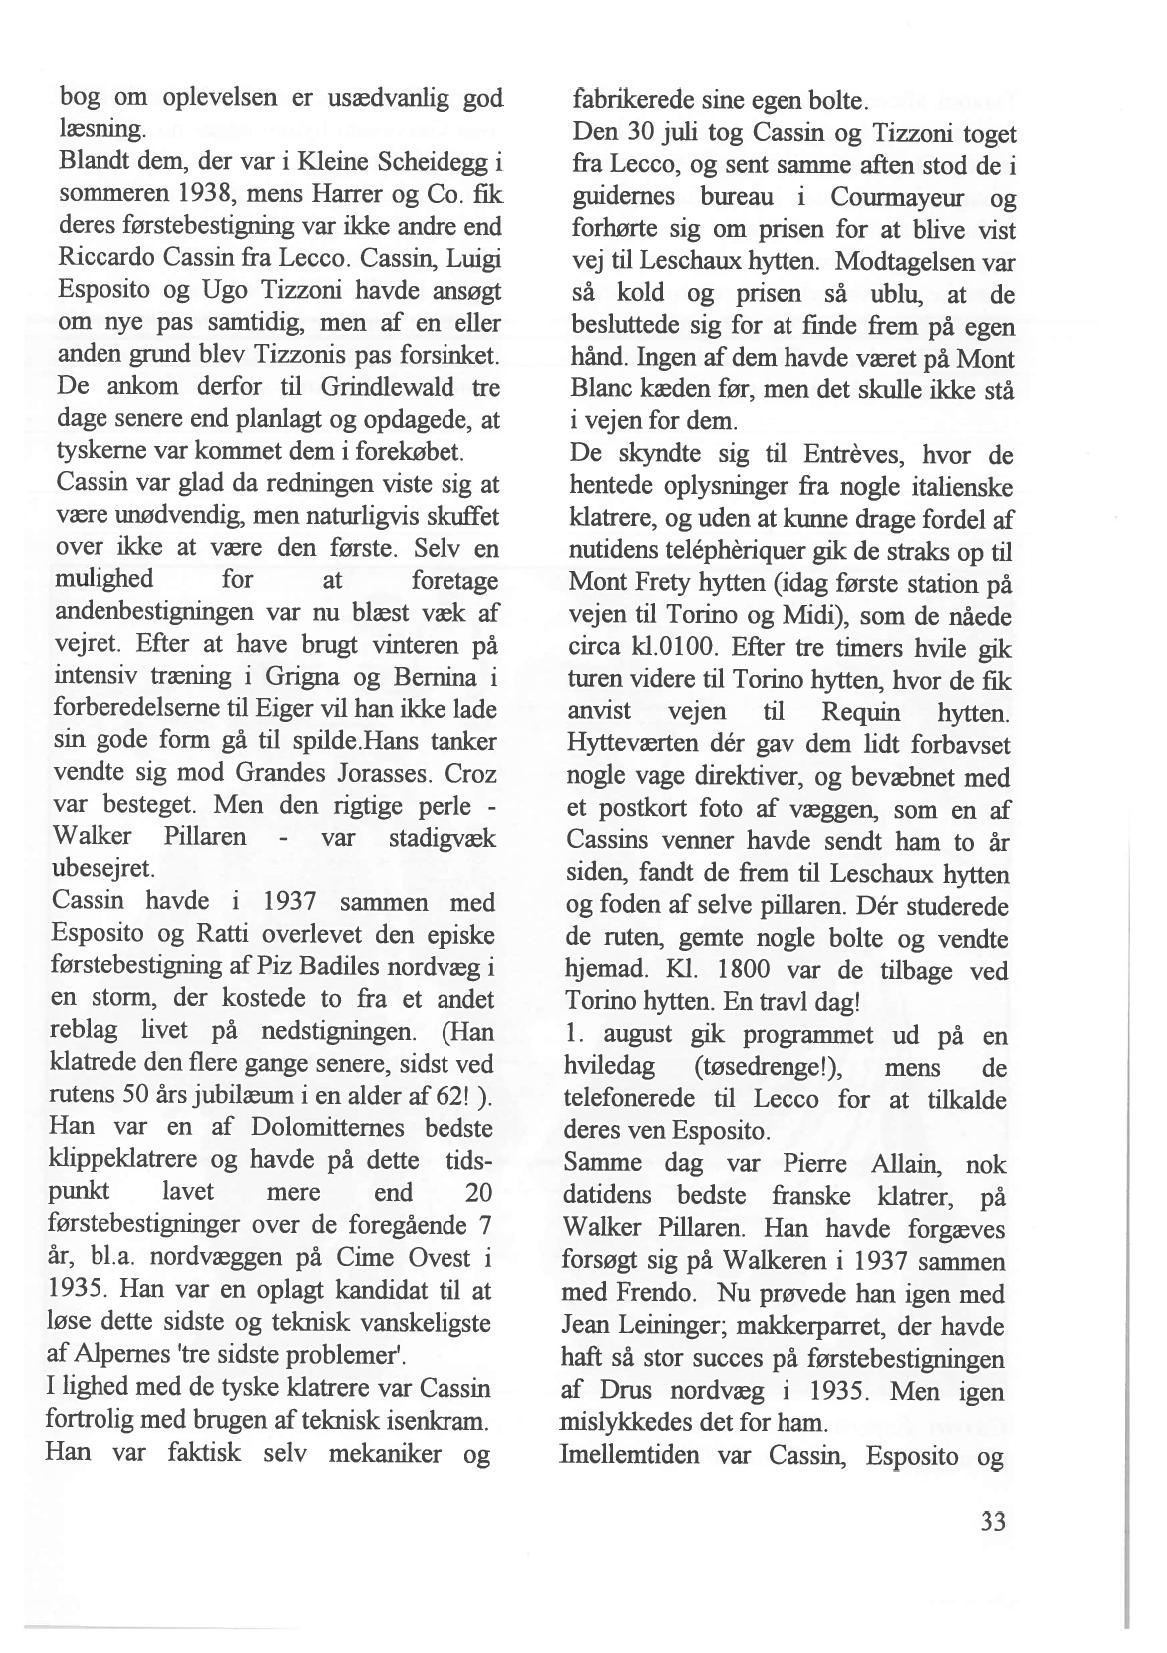 bog om oplevelsen er usædvanlig god
læsning.
Blandt dem, der var i Kleine Scheidegg i
sommeren 1938, mens Harrer og Co. fik
deres førstebestigning var ikke andre end
Riccardo Cassin fra Lecco. Cassin, Luigi
Esposito og Ugo Tizzoni havde ansøgt
om nye pas samtidig, men af en eller
anden grund blev Tizzonis pas forsinket.
De ankom derfor til Grindlewald tre
dage senere end planlagt og opdagede, at
tyskerne var kommet dem i forekøbet.
Cassin var glad da redningen viste sig at
være unødvendig, men naturligvis skuffet
over ikke at være den første. Selv en
mulighed for at foretage
andenbestigningen var nu blæst væk af
vejret. Efter at have brugt vinteren på
intensiv træning i Grigna og Bernina i
forberedelserne til Eiger vil han ikke lade
sin gode form gå til spilde.Hans tanker
vendte sig mod Grandes Jorasses. Croz
var besteget. Men den rigtige perle -
Walker Pillaren - var stadigvæk
ubesejret.
Cassin havde i 1937 sammen med
Esposito og Ratti overlevet den episke
førstebestigning af Piz Badiles nordvæg i
en storm, der kostede to fra et andet
reblag livet på nedstigningen. (Han
klatrede den flere gange senere, sidst ved
rutens 50 års jubilæum i en alder af 62! ).
Han var en af Dolomitternes bedste
klippeklatrere og havde på dette tids-
punkt lavet mere end 20
førstebestigninger over de foregående 7
år, bl.a. nordvæggen på Cime Ovest i
1935. Han var en oplagt kandidat til at
løse dette sidste og teknisk vanskeligste
af Alpernes 'tre sidste problemer'.
I lighed med de tyske klatrere var Cassin
fortrolig med brugen af teknisk isenkram.
Han var faktisk selv mekaniker og
fabrikerede sine egen bolte.
Den 30 juli tog Cassin og Tizzoni toget
fra Lecco, og sent samme aften stod de i
guidernes bureau i Courmayeur og
forhørte sig om prisen for at blive vist
vej til Leschaux hytten. Modtagelsen var
så kold og prisen så ublu, at de
besluttede sig for at finde frem på egen
hånd. Ingen af dem havde været på Mont
Blanc kæden før, men det skulle ikke stå
i vejen for dem.
De skyndte sig til Entrèves, hvor de
hentede oplysninger fra nogle italienske
klatrere, og uden at kunne drage fordel af
nutidens teléphèriquer gik de straks op til
Mont Frety hytten (idag første station på
vejen til Torino og Midi), som de nåede
circa kl.0100. Efter tre timers hvile gik
turen videre til Torino hytten, hvor de fik
anvist vejen til Requin hytten.
Hytteværten dér gav dem lidt forbavset
nogle vage direktiver, og bevæbnet med
et postkort foto af væggen, som en af
Cassins venner havde sendt ham to år
siden, fandt de frem til Leschaux hytten
og foden af selve pillaren. Dér studerede
de ruten, gemte nogle bolte og vendte
hjemad. Kl. 1800 var de tilbage ved
Torino hytten. En travl dag!
1. august gik programmet ud på en
hviledag (tøsedrenge!), mens de
telefonerede til Lecco for at tilkalde
deres ven Esposito.
Samme dag var Pierre Allain, nok
datidens bedste franske klatrer, på
Walker Pillaren. Han havde forgæves
forsøgt sig på Walkeren i 1937 sammen
med Frendo. Nu prøvede han igen med
Jean Leininger; makkerparret, der havde
haft så stor succes på førstebestigningen
af Drus nordvæg i 1935. Men igen
mislykkedes det for ham.
Imellemtiden var Cassin, Esposito og
33